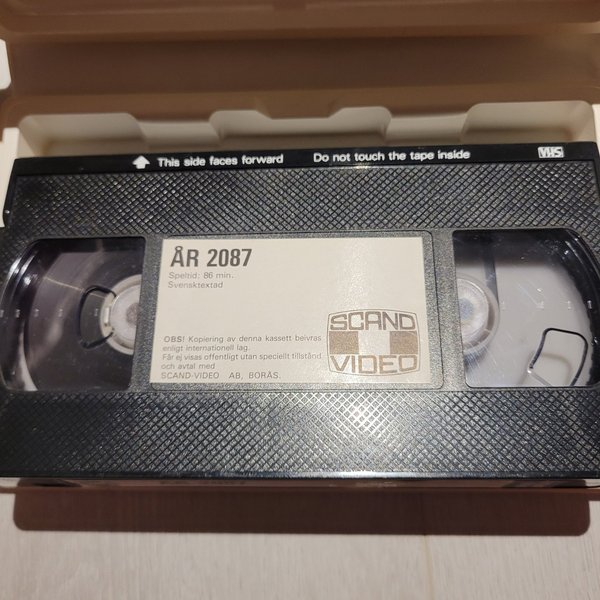 This side faces forward Do not touch the tape inside VHS
ÅR 2087
Speltid: 86 min.
Svensktextad
OBS! Kopiering av denna kassett beivras
enligt internationell lag.
Får ej visas offentligt utan speciellt tillstånd
och avtal med
SCAND-VIDEO AB, BORÅS.
SCAND
VIDEO